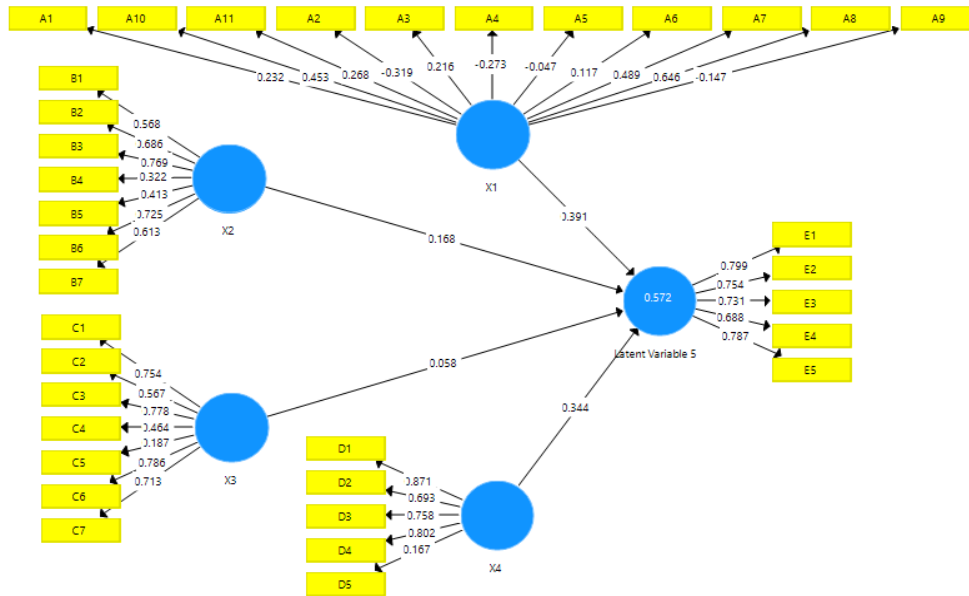 A1 A10 A11 A2 A3 A4 A5 A6 A7 A8 A9
0.232 0.453 0.268 -0.319 0.216 -0.273 -0.047 0.117 0.489 0.646 -0.147
X1
B1
B2
B3
B4
B5
B6
B7
0.568
0.686
0.769
0.322
0.413
0.725
0.613
X2
0.391
0.168
0.572
Latent Variable 5
E1
E2
E3
E4
E5
0.799
0.754
0.731
0.688
0.787
C1
C2
C3
C4
C5
C6
C7
0.754
0.567
0.778
0.464
0.187
0.786
0.713
X3
0.058
0.344
D1
D2
D3
D4
D5
0.871
0.693
0.758
0.802
0.167
X4